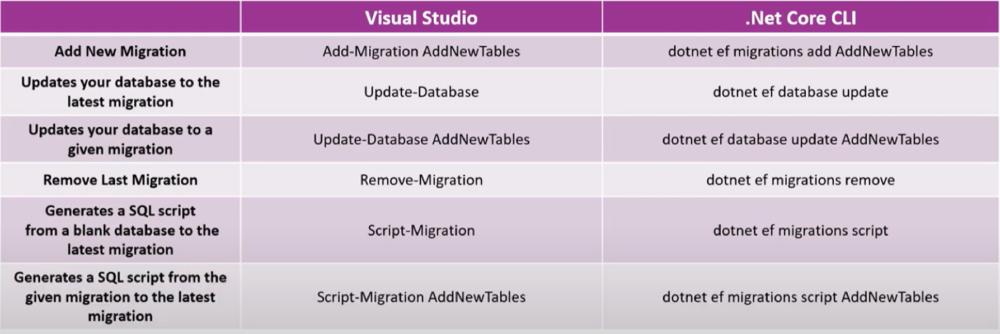 Visual Studio
.Net Core CLI
Add New Migration
Add-Migration AddNewTables
dotnet ef migrations add AddNewTables
Updates your database to the
latest migration
Update-Database
dotnet ef database update
Updates your database to a
given migration
Update-Database AddNewTables
dotnet ef database update AddNewTables
Remove Last Migration
Remove-Migration
dotnet ef migrations remove
Generates a SQL script
from a blank database to the
latest migration
Script-Migration
dotnet ef migrations script
Generates a SQL script from the
given migration to the latest
migration
Script-Migration AddNewTables
dotnet ef migrations script AddNewTables